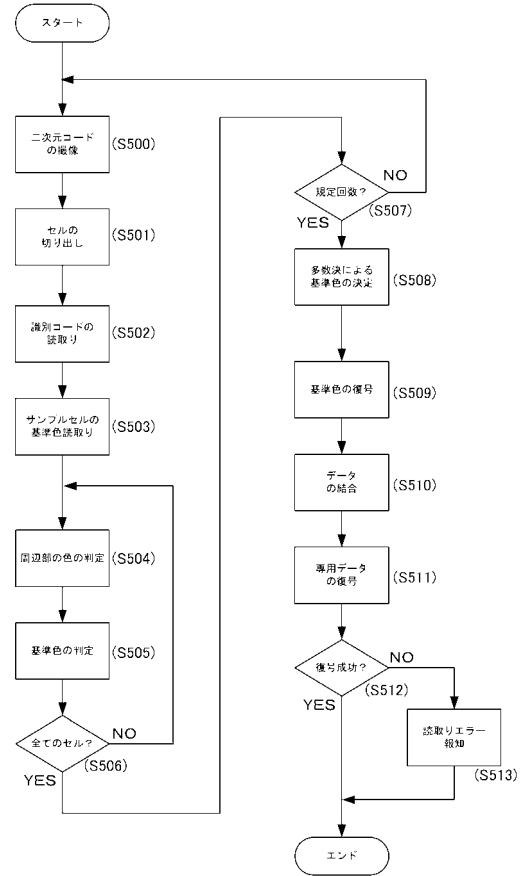 スタート
二次元コード
の撮像
(S500)
セルの
切り出し
(S501)
識別コードの
読取り
(S502)
サンプルセルの
基準色読取り
(S503)
周辺部の色の判定
(S504)
基準色の判定
(S505)
全てのセル?
NO
(S506)
YES
規定回数?
NO
(S507)
YES
多数決による
基準色の決定
(S508)
基準色の復号
(S509)
データ
の結合
(S510)
専用データ
の復号
(S511)
復号成功?
NO
(S512)
YES
読取りエラー
報知
(S513)
エンド